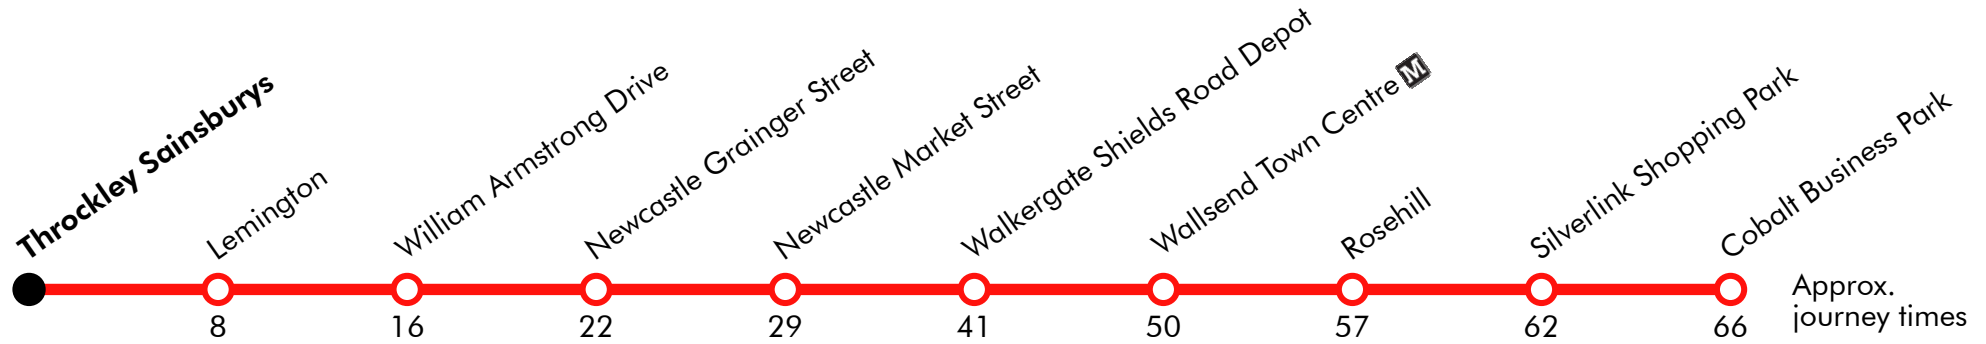 Throckley Sainsburys
Lemington
William Armstrong Drive
Newcastle Grainger Street
Newcastle Market Street
Walkergate Shields Road Depot
Wallsend Town Centre M
Rosehill
Silverlink Shopping Park
Cobalt Business Park
8 16 22 29 41 50 57 62 66
Approx.
journey times